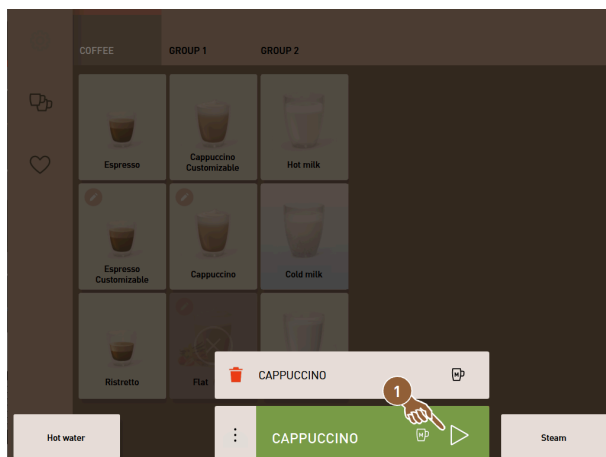 COFFEE GROUP 1 GROUP 2
Espresso
Cappuccino
Customizable
Hot milk
Espresso
Customizable
Cappuccino
Cold milk
Ristretto
Flat
CAPPUCCINO
M
1
Hot water
CAPPUCCINO
M
Steam